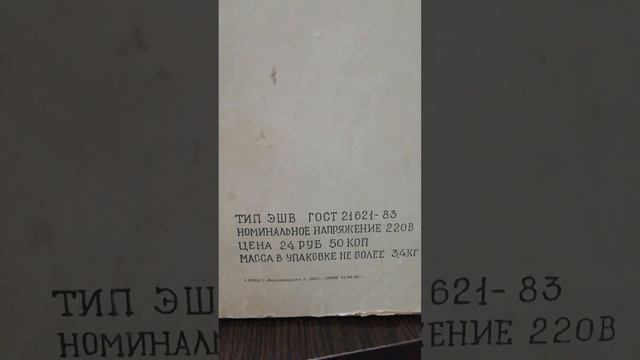 ТИП ЭШВ ГОСТ 21621-83
НОМИНАЛЬНОЕ НАПРЯЖЕНИЕ 220В
ЦЕНА 24 РУБ 50 КОП
МАССА В УПАКОВКЕ НЕ БОЛЕЕ 3,4КГ